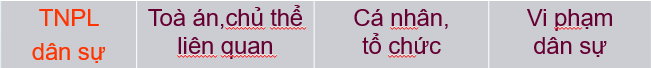 TNPL
dân sự
Toà án,chủ thể
liên quan
Cá nhân,
tổ chức
Vi phạm
dân sự